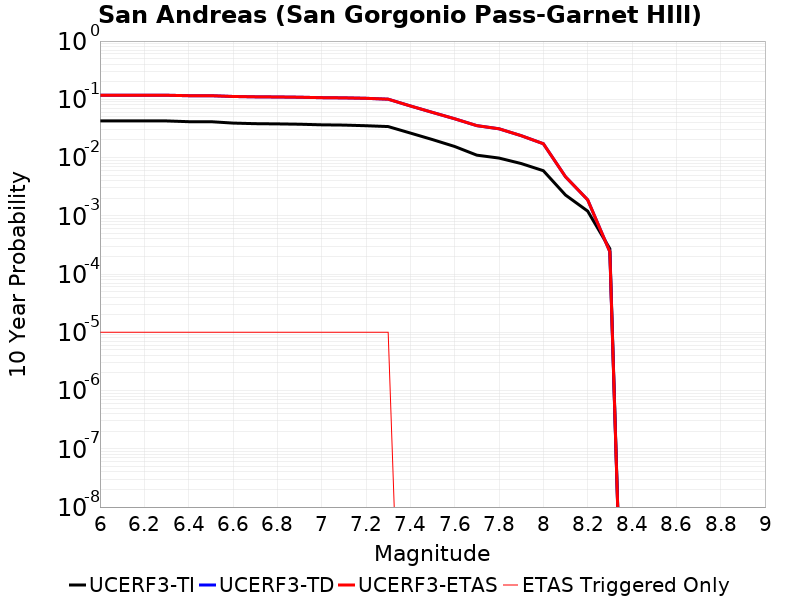 San Andreas (San Gorgonio Pass-Garnet HIll)
10^0
10^-1
10^-2
10^-3
10^-4
10^-5
10^-6
10^-7
10^-8
10 Year Probability
6 6.2 6.4 6.6 6.8 7 7.2 7.4 7.6 7.8 8 8.2 8.4 8.6 8.8 9
Magnitude
UCERF3-TI UCERF3-TD UCERF3-ETAS ETAS Triggered Only